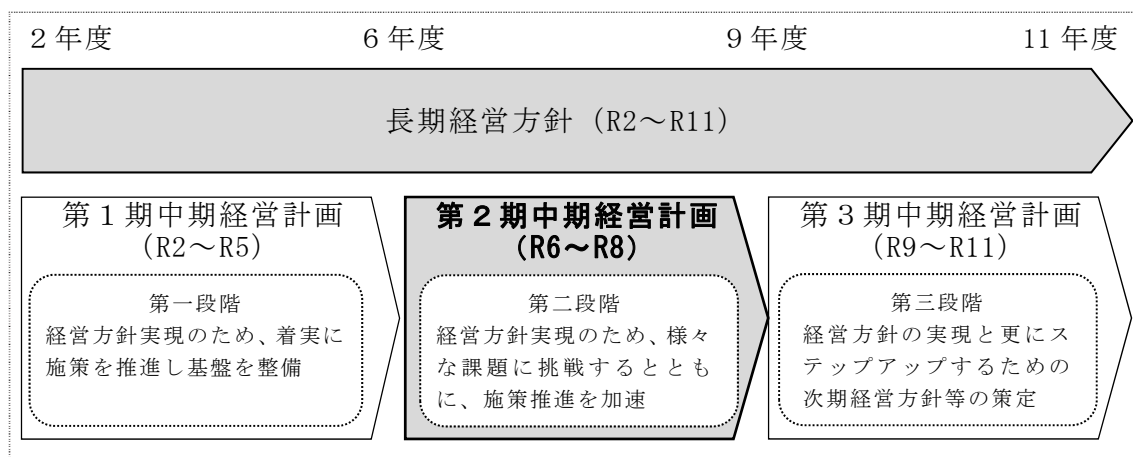 2年度 6年度 9年度 11年度
長期経営方針（R2～R11）
第1期中期経営計画
(R2～R5)
第一段階
経営方針実現のため、着実に
施策を推進し基盤を整備
第2期中期経営計画
(R6～R8)
第二段階
経営方針実現のため、様々
な課題に挑戦するととも
に、施策推進を加速
第3期中期経営計画
(R9～R11)
第三段階
経営方針の実現と更にス
テップアップするための
次期経営方針等の策定